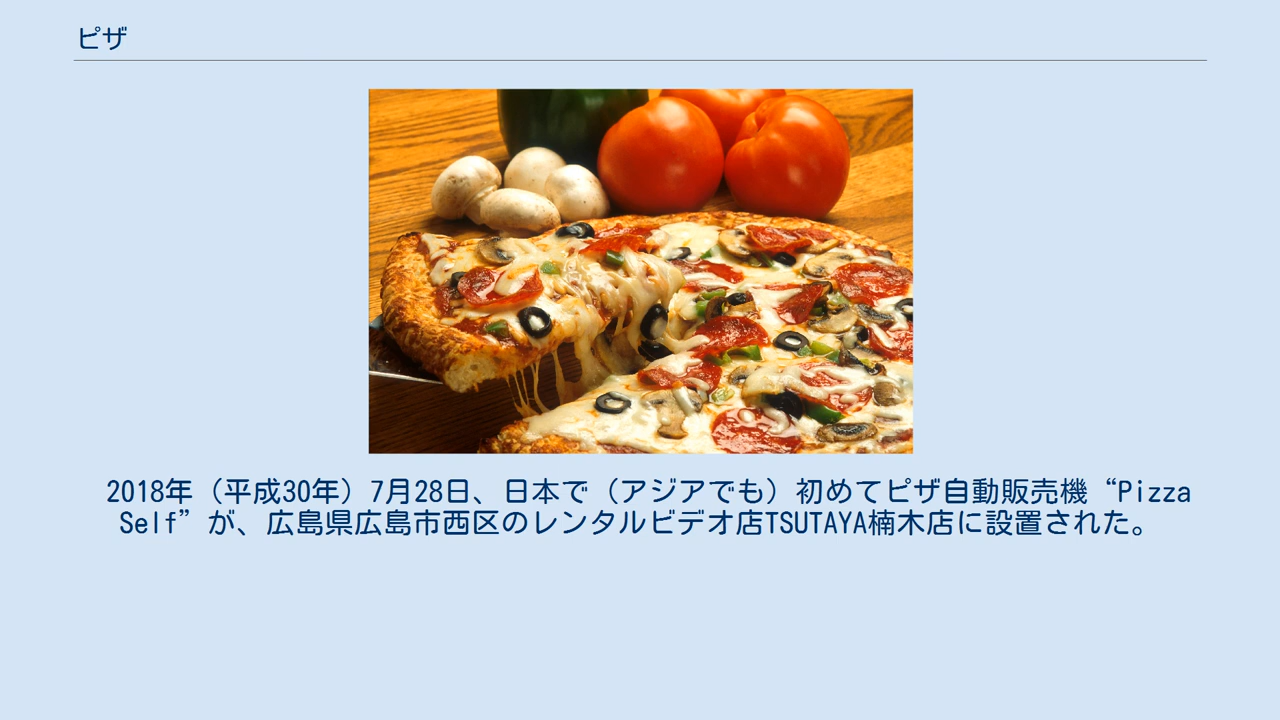 ピザ
2018年（平成30年）7月28日、日本で（アジアでも）初めてピザ自動販売機“Pizza
Self”が、広島県広島市西区のレンタルビデオ店TSUTAYA楠木店に設置された。